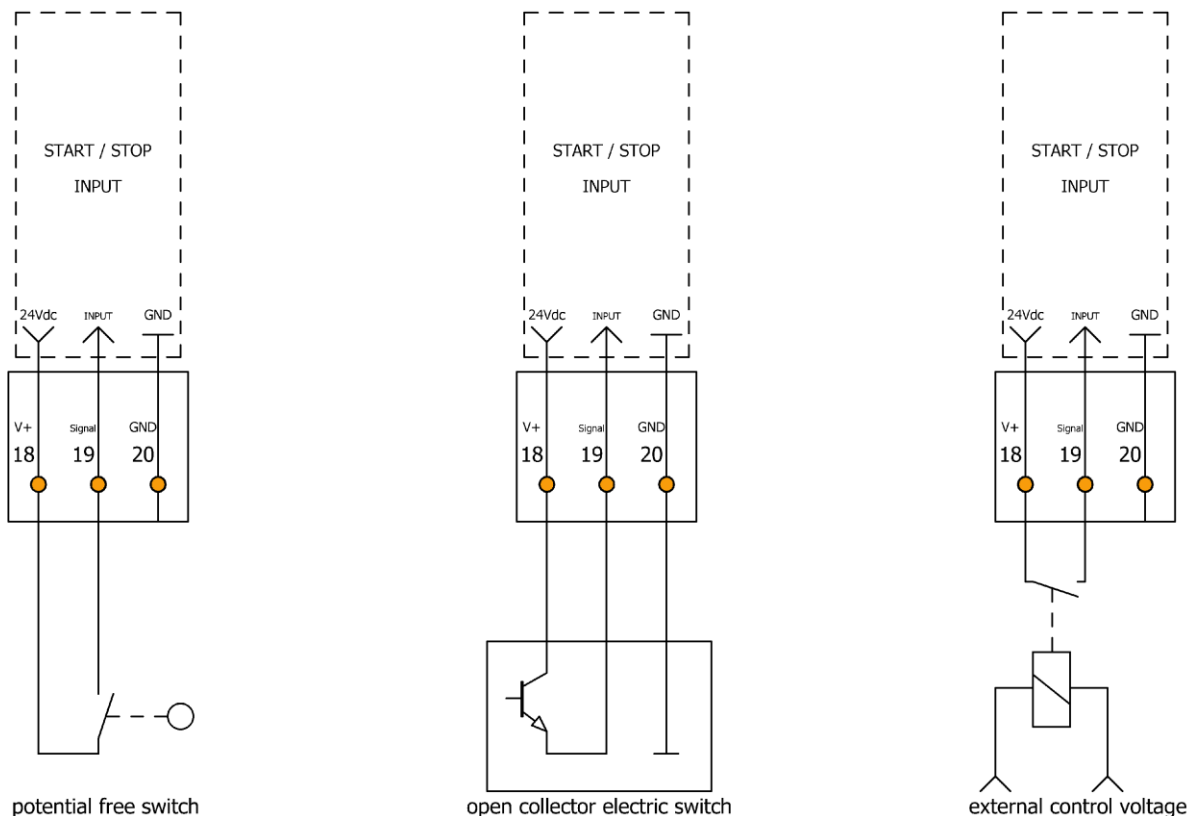 START / STOP
INPUT
24Vdc INPUT GND
V+ Signal GND
18 19 20
potential free switch
START / STOP
INPUT
24Vdc INPUT GND
V+ Signal GND
18 19 20
open collector electric switch
START / STOP
INPUT
24Vdc INPUT GND
V+ Signal GND
18 19 20
external control voltage